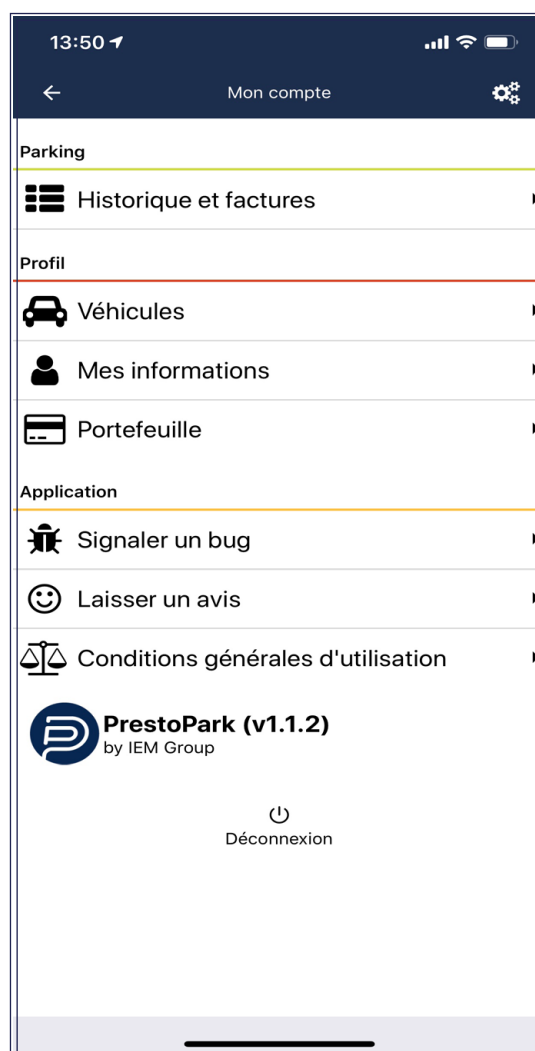 13:50
Mon compte
Parking
Historique et factures
Profil
Véhicules
Mes informations
Portefeuille
Application
Signaler un bug
Laisser un avis
Conditions générales d'utilisation
PrestoPark (v1.1.2)
by IEM Group
Déconnexion